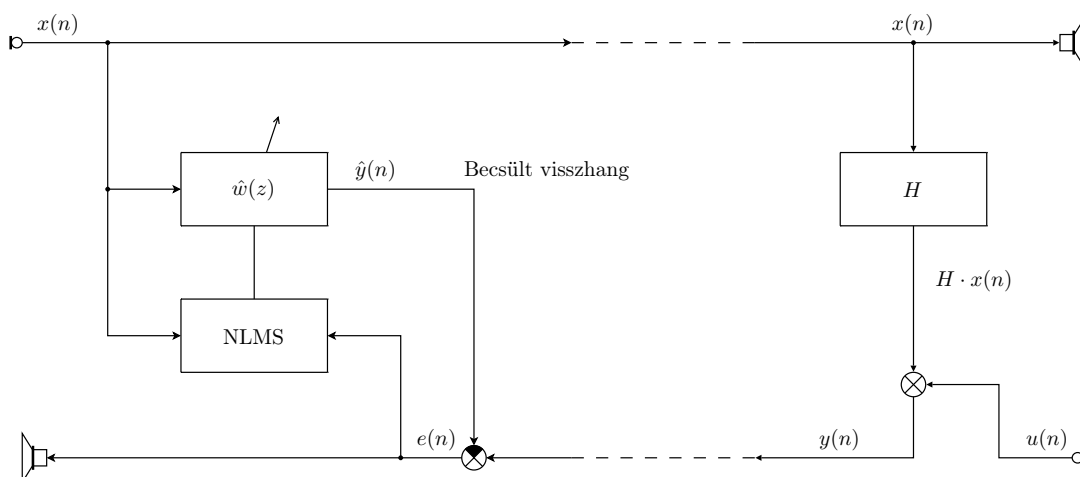 x(n)
x(n)
ŵ(z)
ŷ(n)
Becsült visszhang
H
H · x(n)
NLMS
e(n)
y(n)
u(n)